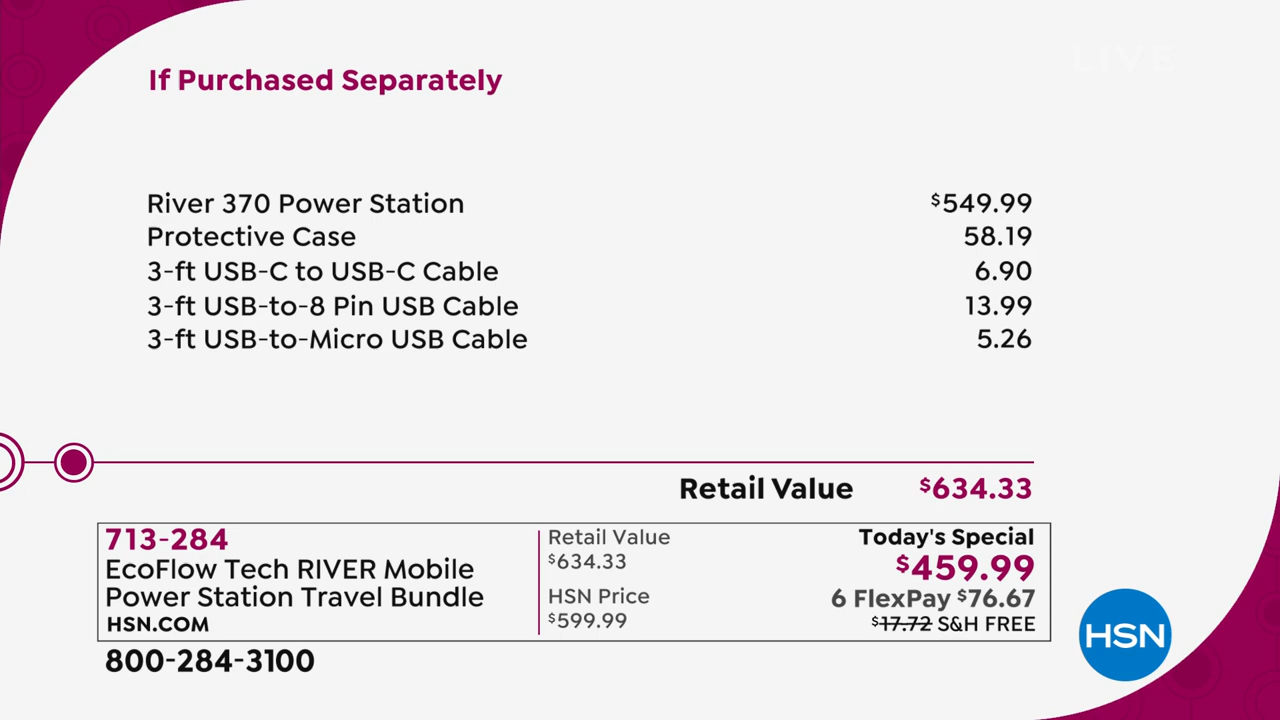 LIVE
If Purchased Separately
River 370 Power Station $549.99
Protective Case 58.19
3-ft USB-C to USB-C Cable 6.90
3-ft USB-to-8 Pin USB Cable 13.99
3-ft USB-to-Micro USB Cable 5.26
Retail Value $634.33
713-284
EcoFlow Tech RIVER Mobile
Power Station Travel Bundle
HSN.COM
Retail Value
$634.33
HSN Price
$599.99
Today's Special
$459.99
6 FlexPay $76.67
$17.72 S&H FREE
HSN
800-284-3100